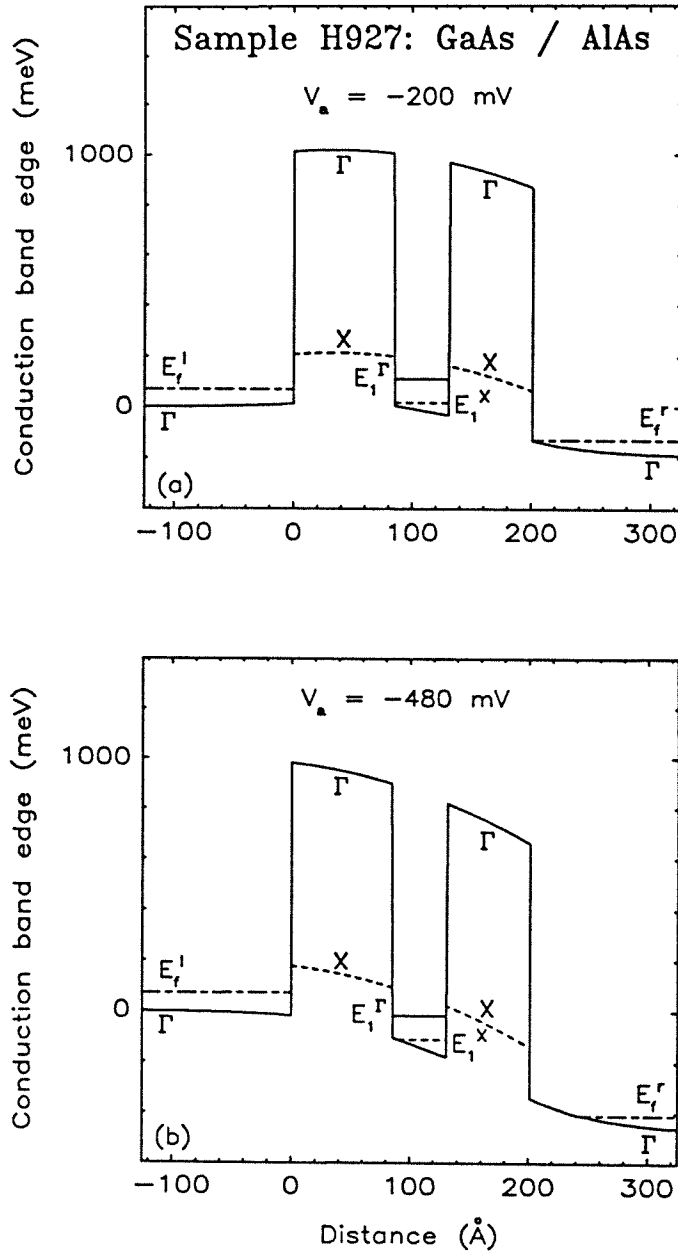 Sample H927: GaAs / AlAs
V_a = −200 mV
Conduction band edge (meV)
1000
0
Γ
Γ
X
X
E_f^l
Γ
E_1^Γ
E_1^X
E_f^r
Γ
(a)
−100 0 100 200 300
V_a = −480 mV
Conduction band edge (meV)
1000
0
Γ
Γ
X
X
E_f^l
Γ
E_1^Γ
E_1^X
E_f^r
Γ
(b)
−100 0 100 200 300
Distance (Å)